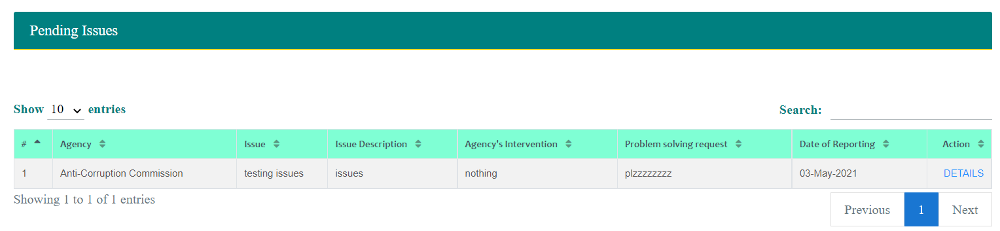 Pending Issues
Show 10 entries Search:
# Agency Issue Issue Description Agency's Intervention Problem solving request Date of Reporting Action
1 Anti-Corruption Commission testing issues issues nothing plzzzzzzzz 03-May-2021 DETAILS
Showing 1 to 1 of 1 entries
Previous 1 Next